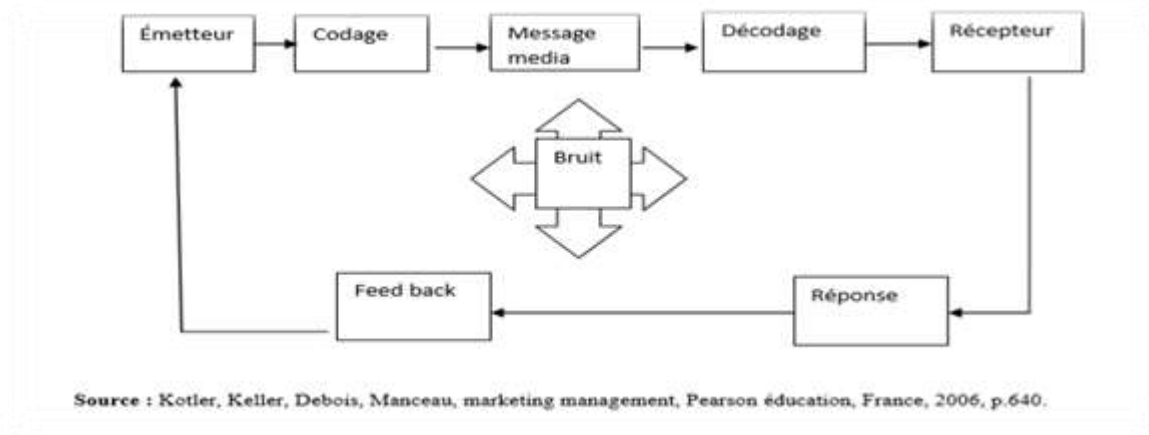 Émetteur
Codage
Message
media
Décodage
Récepteur
Bruit
Feed back
Réponse
Source : Kotler, Keller, Debois, Manceau, marketing management, Pearson éducation, France, 2006, p.640.